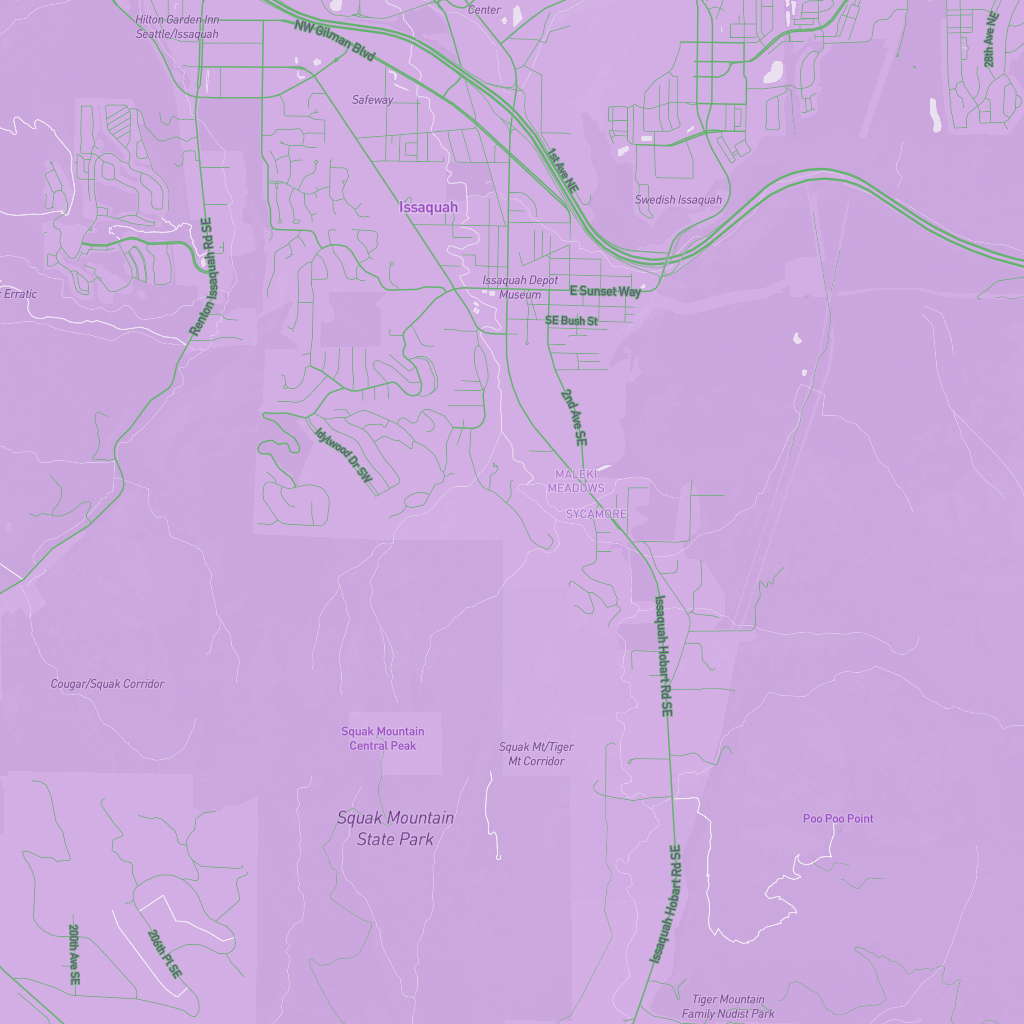 Center
Hilton Garden Inn
Seattle/Issaquah
NW Gilman Blvd
28th Ave NE
Safeway
1st Ave NE
Issaquah
Swedish Issaquah
Renton Issaquah Rd SE
Issaquah Depot
Museum
E Sunset Way
Erratic
SE Bush St
2nd Ave SE
Idylwood Dr SW
MALEKI
MEADOWS
SYCAMORE
Issaquah Hobart Rd SE
Cougar/Squak Corridor
Squak Mountain
Central Peak
Squak Mt/Tiger
Mt Corridor
Squak Mountain
State Park
Poo Poo Point
Issaquah Hobart Rd SE
200th Ave SE
206th Pl SE
Tiger Mountain
Family Nudist Park